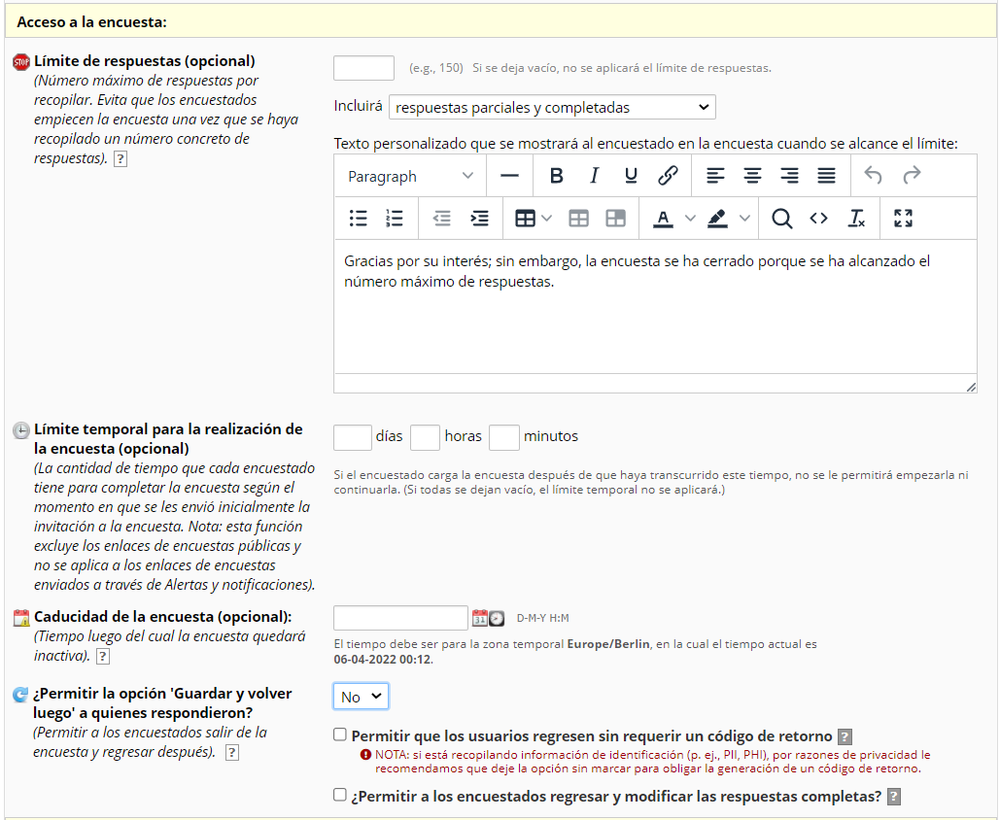 Acceso a la encuesta:
STOP Límite de respuestas (opcional)
(Número máximo de respuestas por
recopilar. Evita que los encuestados
empiecen la encuesta una vez que se haya
recopilado un número concreto de
respuestas). ?
(e.g., 150) Si se deja vacío, no se aplicará el límite de respuestas.
Incluirá respuestas parciales y completadas
Texto personalizado que se mostrará al encuestado en la encuesta cuando se alcance el límite:
Paragraph B I U
A
Gracias por su interés; sin embargo, la encuesta se ha cerrado porque se ha alcanzado el
número máximo de respuestas.
Límite temporal para la realización de
la encuesta (opcional)
(La cantidad de tiempo que cada encuestado
tiene para completar la encuesta según el
momento en que se les envió inicialmente la
invitación a la encuesta. Nota: esta función
excluye los enlaces de encuestas públicas y
no se aplica a los enlaces de encuestas
enviados a través de Alertas y notificaciones).
días horas minutos
Si el encuestado carga la encuesta después de que haya transcurrido este tiempo, no se le permitirá empezarla ni
continuarla. (Si todas se dejan vacío, el límite temporal no se aplicará.)
Caducidad de la encuesta (opcional):
(Tiempo luego del cual la encuesta quedará
inactiva). ?
31 D-M-Y H:M
El tiempo debe ser para la zona temporal Europe/Berlin, en la cual el tiempo actual es
06-04-2022 00:12.
¿Permitir la opción 'Guardar y volver
luego' a quienes respondieron?
(Permitir a los encuestados salir de la
encuesta y regresar después). ?
No
Permitir que los usuarios regresen sin requerir un código de retorno ?
NOTA: si está recopilando información de identificación (p. ej., PII, PHI), por razones de privacidad le
recomendamos que deje la opción sin marcar para obligar la generación de un código de retorno.
¿Permitir a los encuestados regresar y modificar las respuestas completas? ?